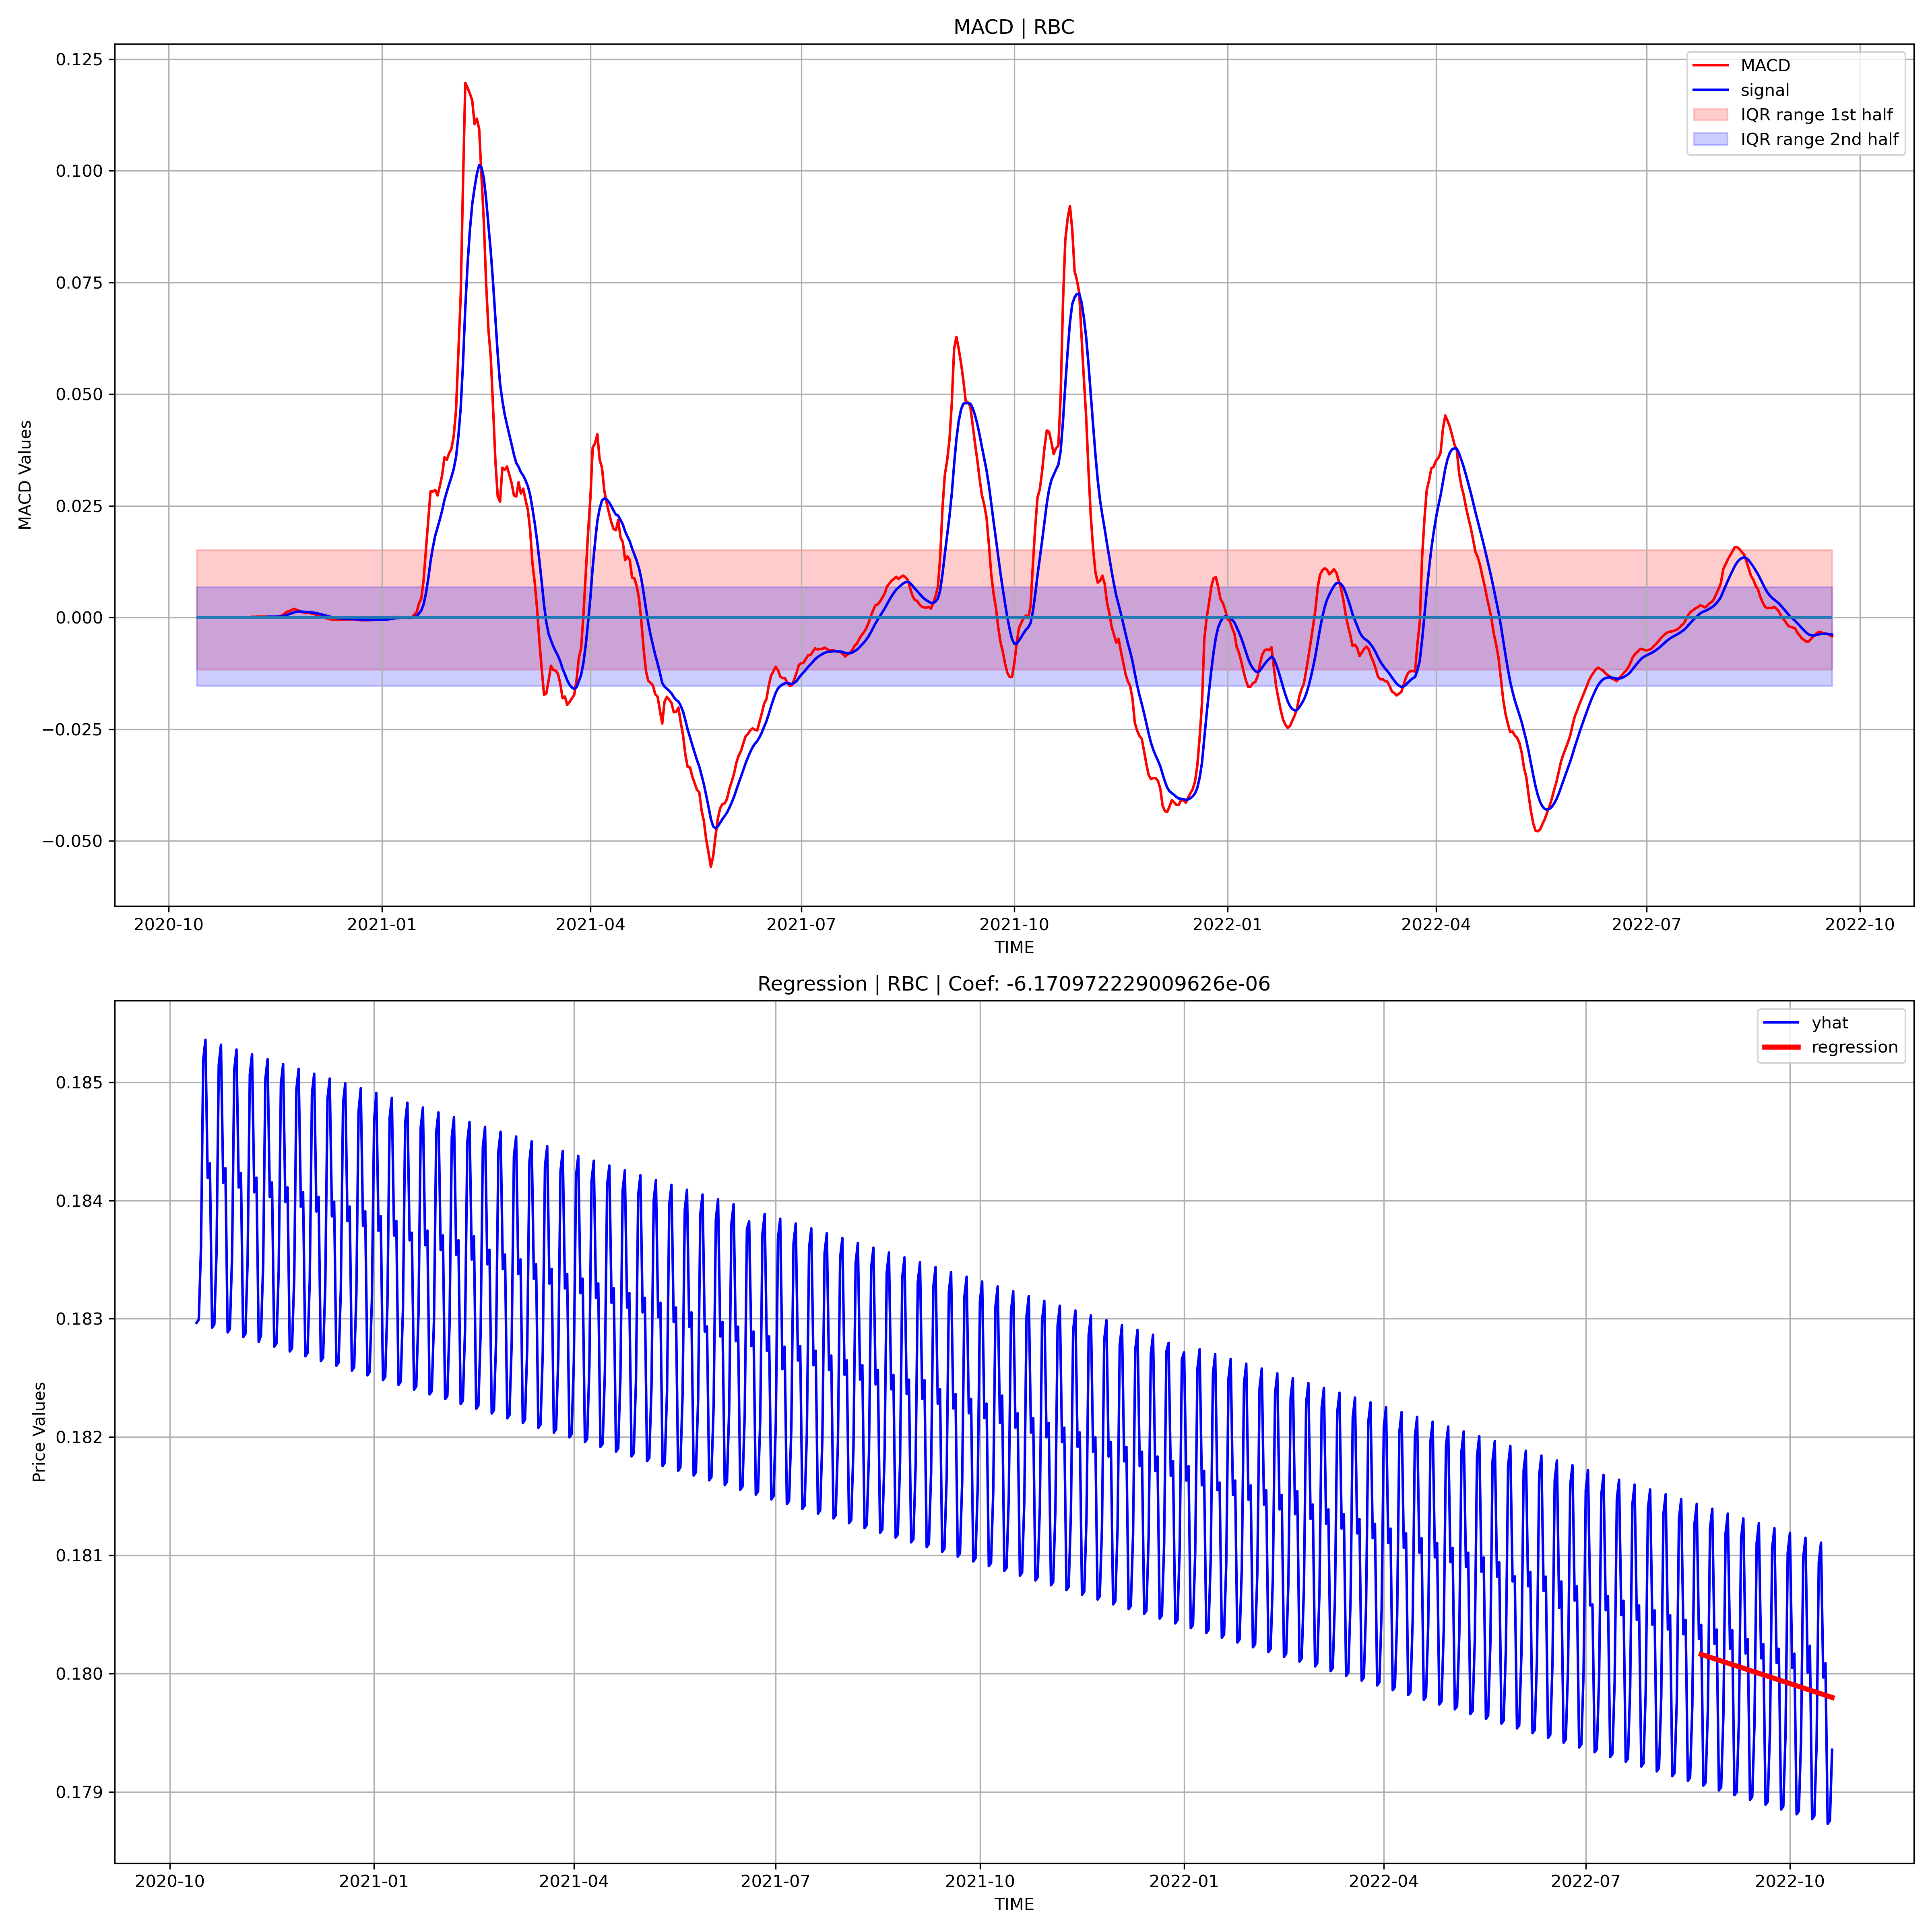 MACD | RBC
0.125
0.100
0.075
0.050
0.025
0.000
−0.025
−0.050
MACD Values
MACD
signal
IQR range 1st half
IQR range 2nd half
2020-10
2021-01
2021-04
2021-07
2021-10
2022-01
2022-04
2022-07
2022-10
TIME
Regression | RBC | Coef: -6.170972229009626e-06
0.185
0.184
0.183
0.182
0.181
0.180
0.179
Price Values
yhat
regression
2020-10
2021-01
2021-04
2021-07
2021-10
2022-01
2022-04
2022-07
2022-10
TIME